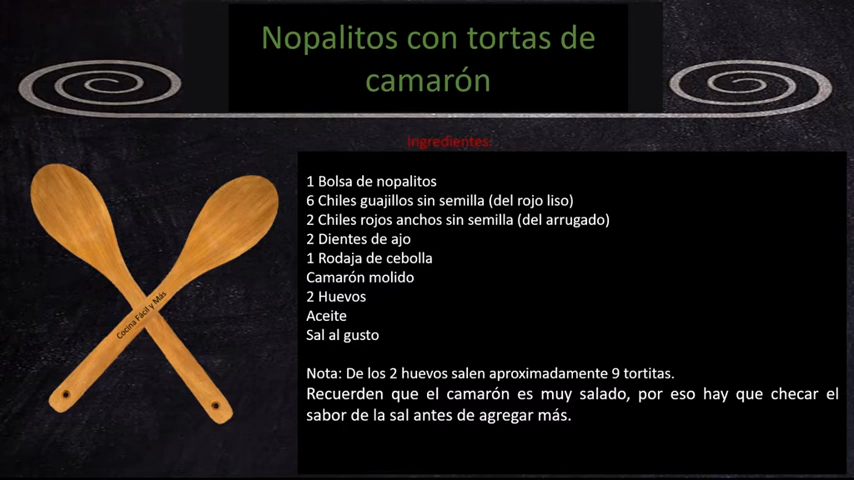 Nopalitos con tortas de
camarón
Ingredientes:
1 Bolsa de nopalitos
6 Chiles guajillos sin semilla (del rojo liso)
2 Chiles rojos anchos sin semilla (del arrugado)
2 Dientes de ajo
1 Rodaja de cebolla
Camarón molido
2 Huevos
Aceite
Sal al gusto
Cocina Fácil y Más
Nota: De los 2 huevos salen aproximadamente 9 tortitas.
Recuerden que el camarón es muy salado, por eso hay que checar el
sabor de la sal antes de agregar más.